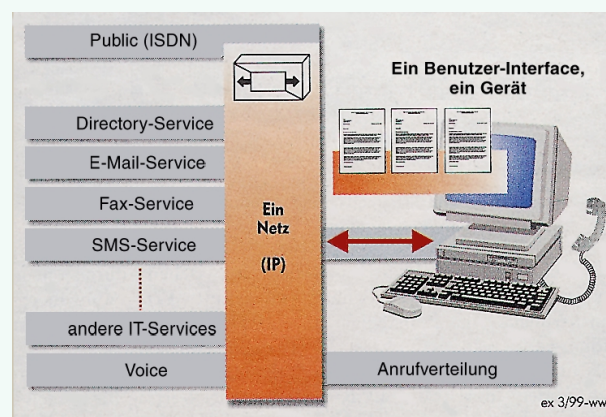 Public (ISDN)
Ein Benutzer-Interface,
ein Gerät
Directory-Service
E-Mail-Service
Fax-Service
SMS-Service
Ein
Netz
(IP)
andere IT-Services
Voice
Anrufverteilung
ex 3/99-ww